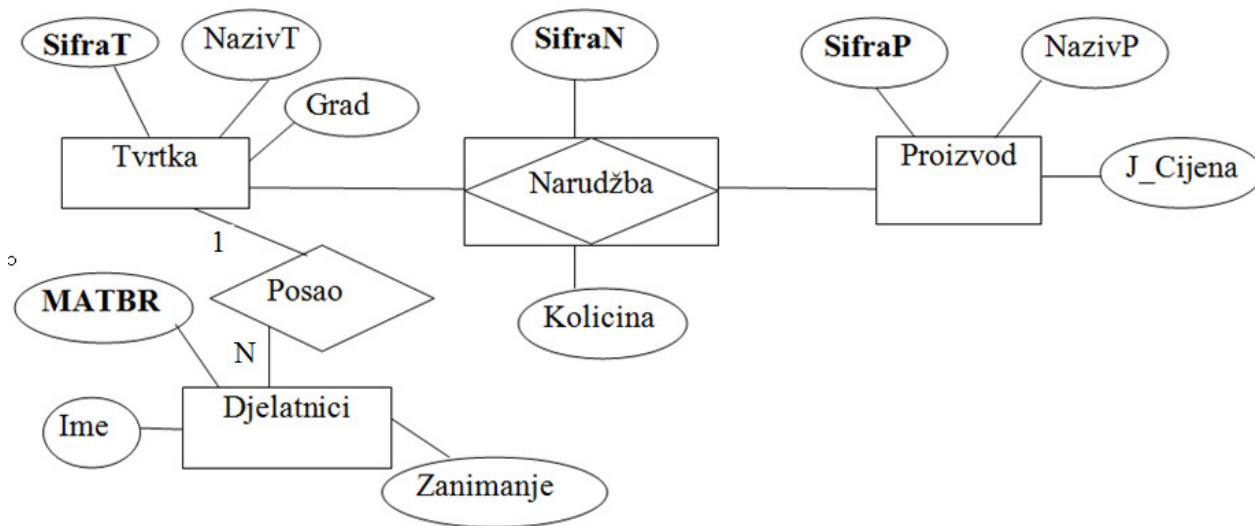 SifraT
NazivT
Grad
Tvrtka
SifraN
Narudžba
Kolicina
SifraP
NazivP
Proizvod
J_Cijena
1
Posao
N
MATBR
Djelatnici
Ime
Zanimanje